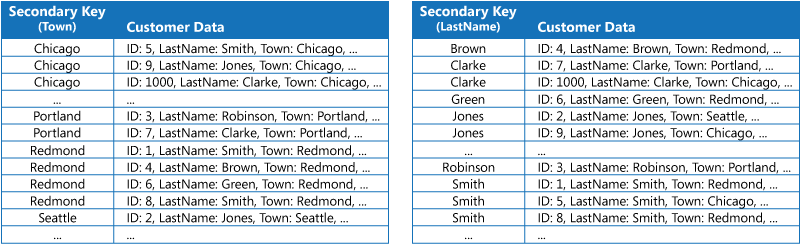 Secondary Key
(Town)
Customer Data
Chicago ID: 5, LastName: Smith, Town: Chicago, ...
Chicago ID: 9, LastName: Jones, Town: Chicago, ...
Chicago ID: 1000, LastName: Clarke, Town: Chicago, ...
... ...
Portland ID: 3, LastName: Robinson, Town: Portland, ...
Portland ID: 7, LastName: Clarke, Town: Portland, ...
Redmond ID: 1, LastName: Smith, Town: Redmond, ...
Redmond ID: 4, LastName: Brown, Town: Redmond, ...
Redmond ID: 6, LastName: Green, Town: Redmond, ...
Redmond ID: 8, LastName: Smith, Town: Redmond, ...
Seattle ID: 2, LastName: Jones, Town: Seattle, ...
... ...
Secondary Key
(LastName)
Customer Data
Brown ID: 4, LastName: Brown, Town: Redmond, ...
Clarke ID: 7, LastName: Clarke, Town: Portland, ...
Clarke ID: 1000, LastName: Clarke, Town: Chicago, ...
Green ID: 6, LastName: Green, Town: Redmond, ...
Jones ID: 2, LastName: Jones, Town: Seattle, ...
Jones ID: 9, LastName: Jones, Town: Chicago, ...
... ...
Robinson ID: 3, LastName: Robinson, Town: Portland, ...
Smith ID: 1, LastName: Smith, Town: Redmond, ...
Smith ID: 5, LastName: Smith, Town: Chicago, ...
Smith ID: 8, LastName: Smith, Town: Redmond, ...
... ...